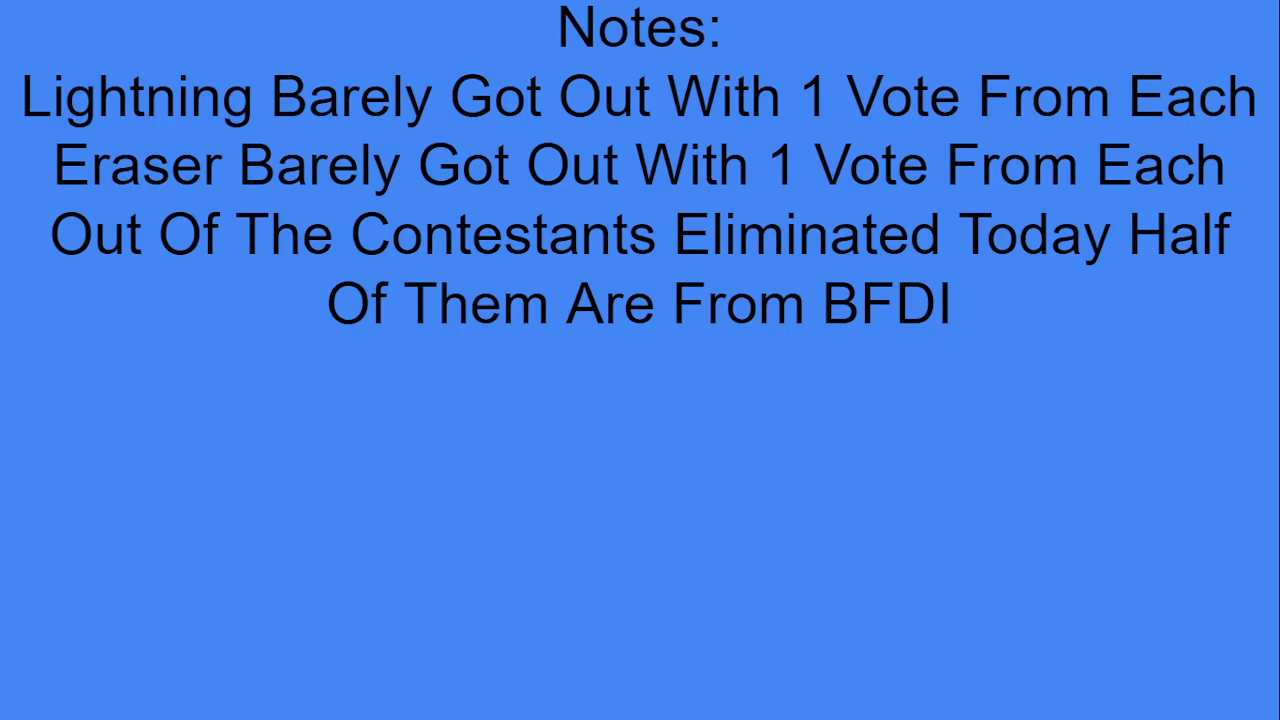 Notes:
Lightning Barely Got Out With 1 Vote From Each
Eraser Barely Got Out With 1 Vote From Each
Out Of The Contestants Eliminated Today Half
Of Them Are From BFDI